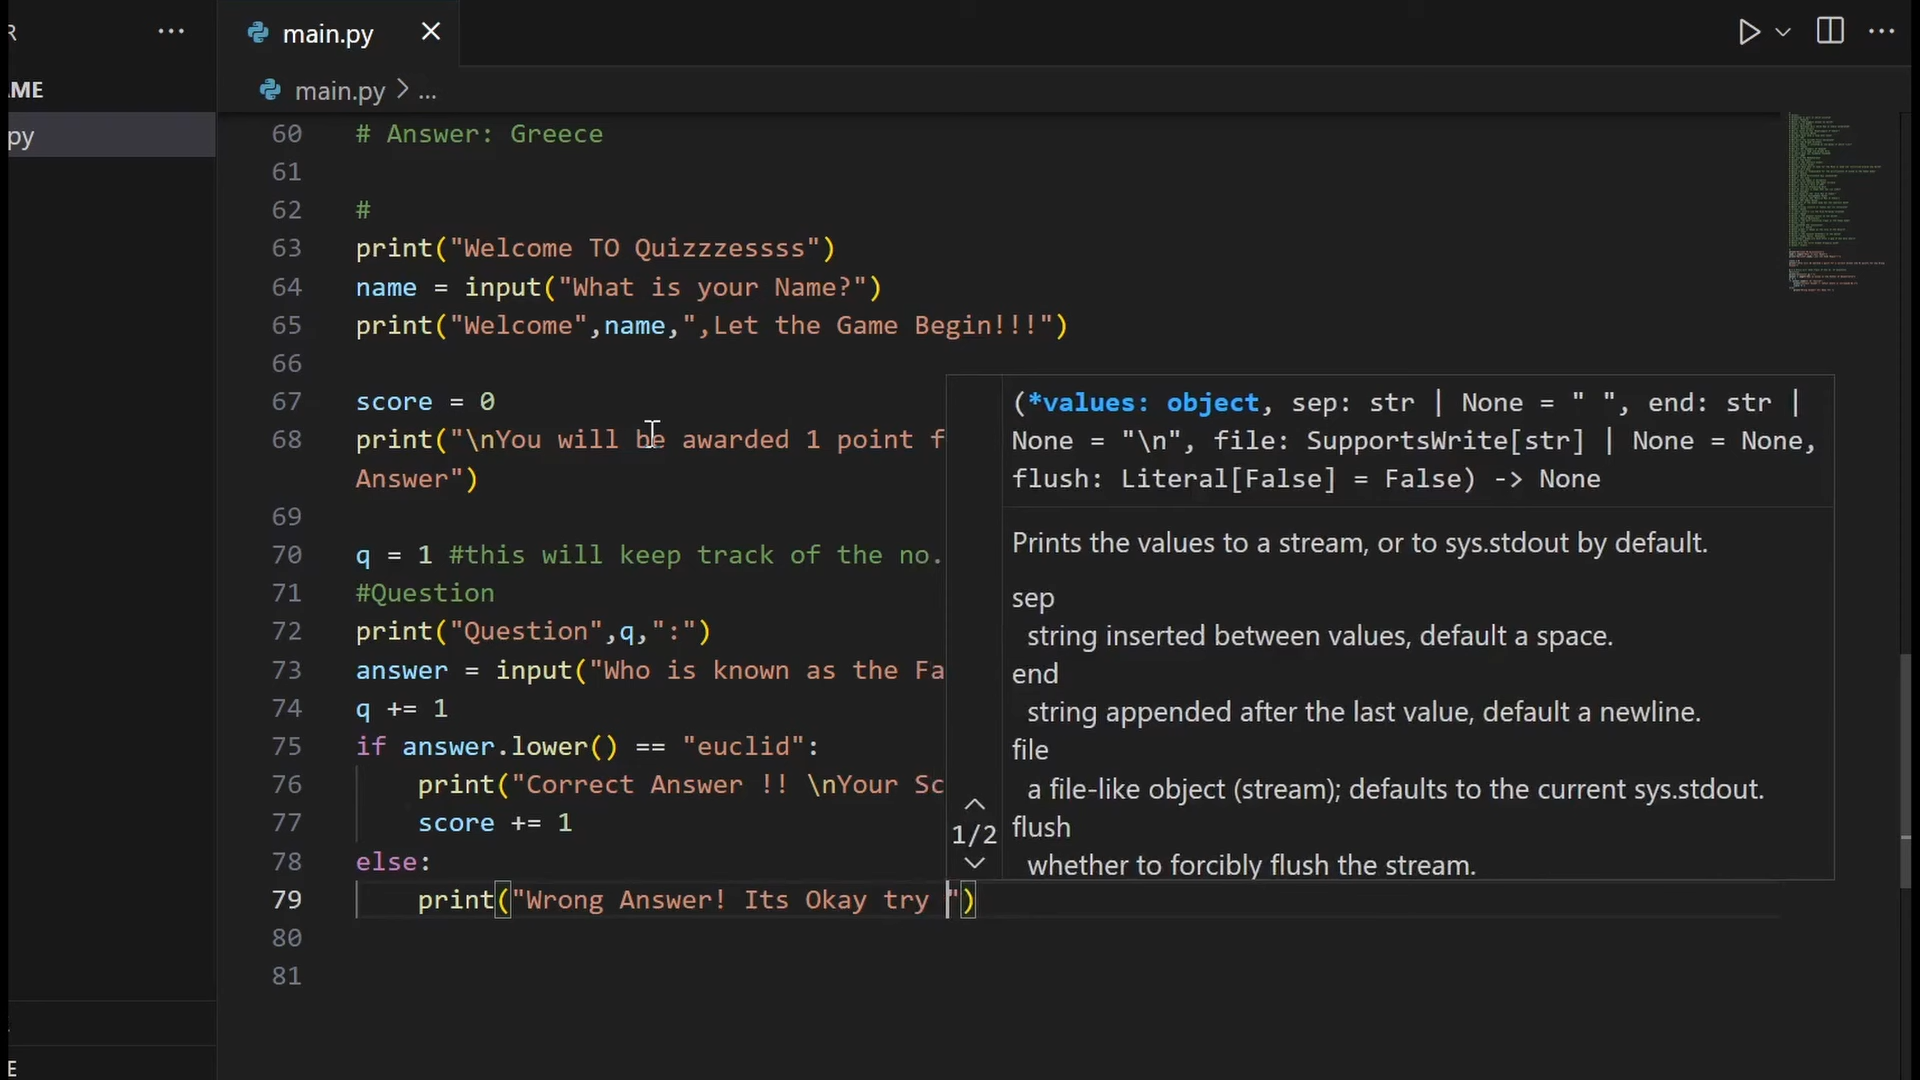 R ...
main.py
ME
main.py > ...
py
60 # Answer: Greece
61
62 #
63 print("Welcome TO Quizzzessss")
64 name = input("What is your Name?")
65 print("Welcome",name,",Let the Game Begin!!!")
66
67 score = 0
68 print("\nYou will be awarded 1 point f
Answer")
69
70 q = 1 #this will keep track of the no.
71 #Question
72 print("Question",q,":")
73 answer = input("Who is known as the Fa
74 q += 1
75 if answer.lower() == "euclid":
76 print("Correct Answer !! \nYour Sc
77 score += 1
78 else:
79 print("Wrong Answer! Its Okay try ")
80
81
(*values: object, sep: str | None = " ", end: str |
None = "\n", file: SupportsWrite[str] | None = None,
flush: Literal[False] = False) -> None
Prints the values to a stream, or to sys.stdout by default.
sep
string inserted between values, default a space.
end
string appended after the last value, default a newline.
file
a file-like object (stream); defaults to the current sys.stdout.
flush
whether to forcibly flush the stream.
1/2
E